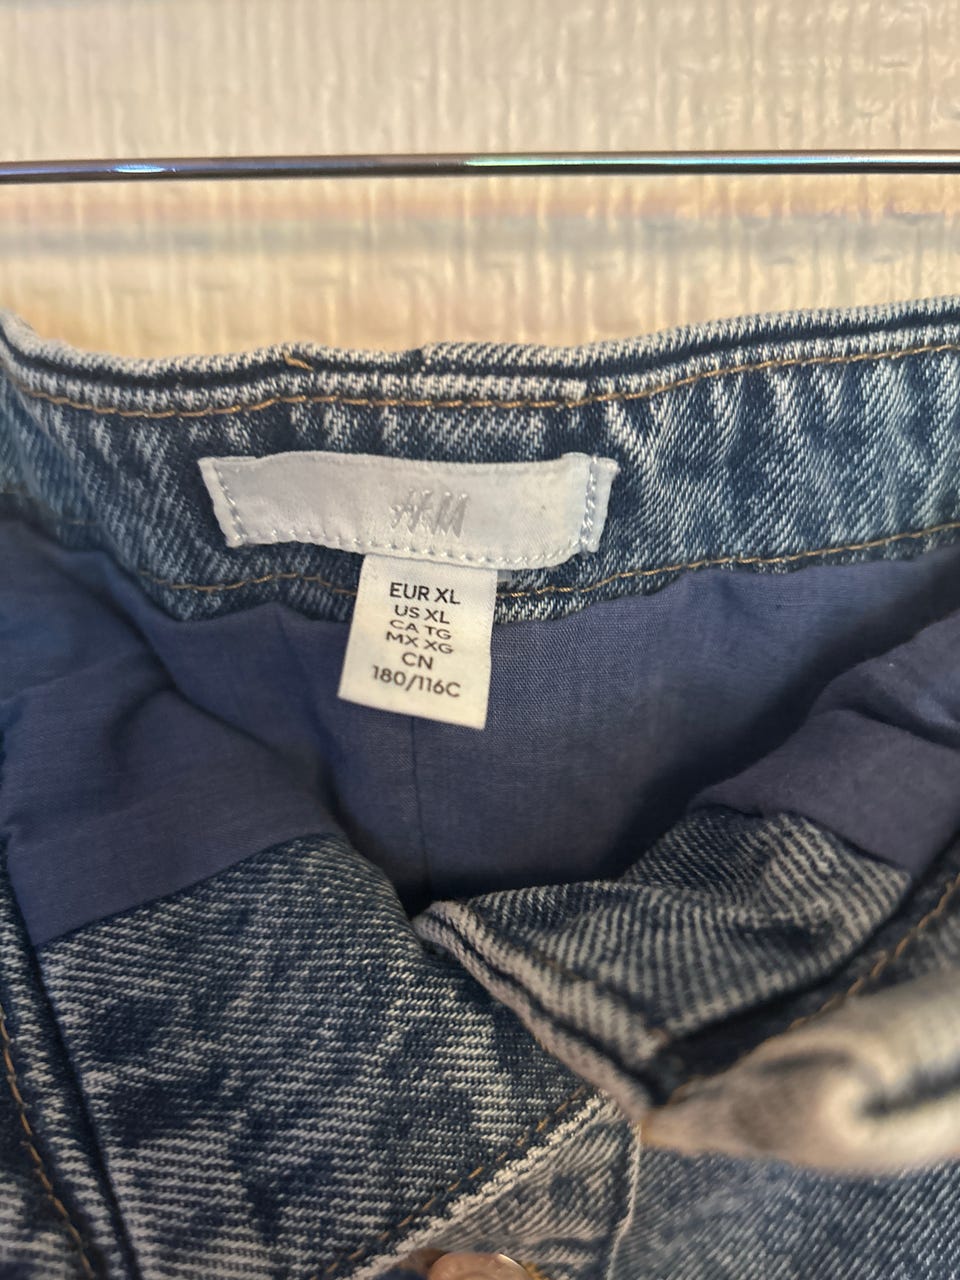 H&M
EUR XL
US XL
CA TG
MX XG
CN
180/116C